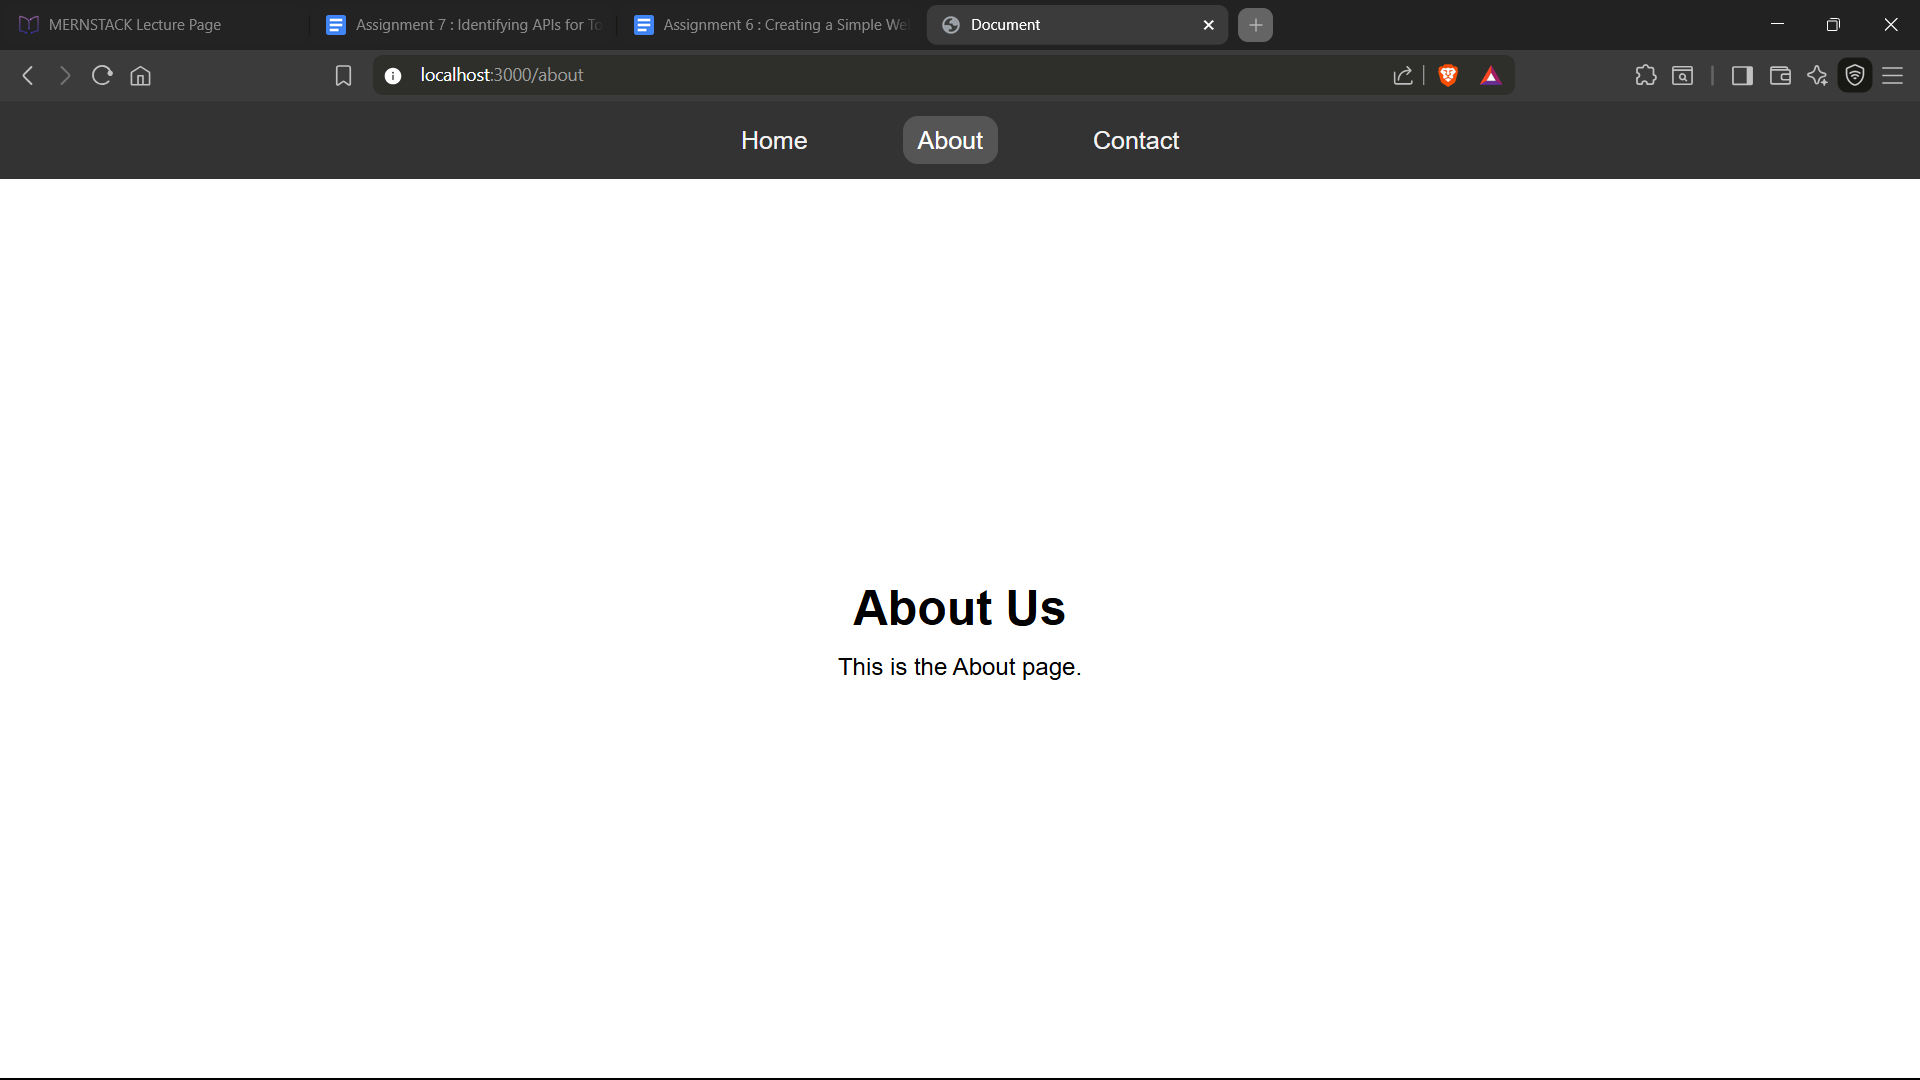 MERNSTACK Lecture Page
Assignment 7 : Identifying APIs for To
Assignment 6 : Creating a Simple We
Document
localhost:3000/about
Home
About
Contact
About Us
This is the About page.